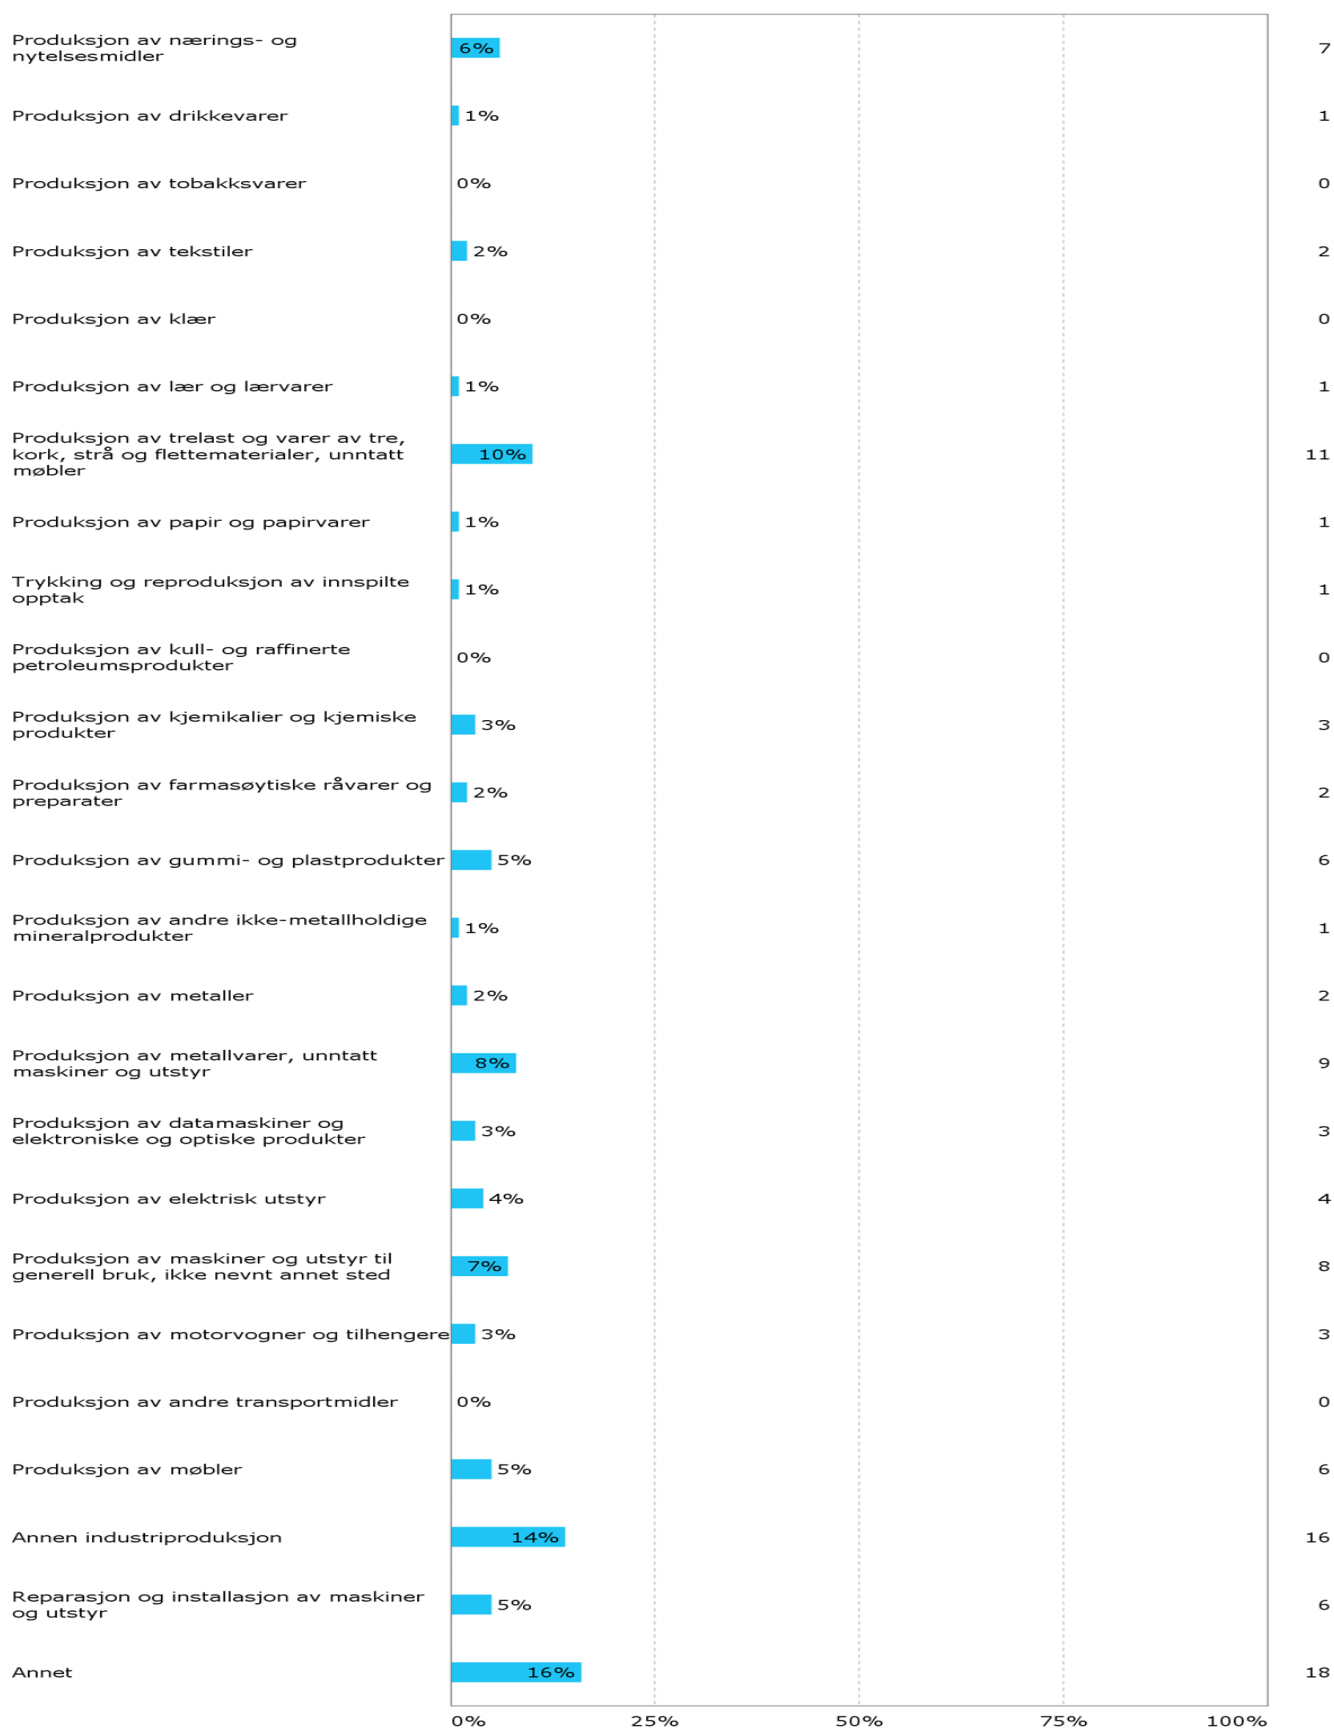 Produksjon av nærings- og
nytelsesmidler
6%
7
Produksjon av drikkevarer
1%
1
Produksjon av tobakksvarer
0%
0
Produksjon av tekstiler
2%
2
Produksjon av klær
0%
0
Produksjon av lær og lærvarer
1%
1
Produksjon av trelast og varer av tre,
kork, strå og flettematerialer, unntatt
møbler
10%
11
Produksjon av papir og papirvarer
1%
1
Trykking og reproduksjon av innspilte
opptak
1%
1
Produksjon av kull- og raffinerte
petroleumsprodukter
0%
0
Produksjon av kjemikalier og kjemiske
produkter
3%
3
Produksjon av farmasøytiske råvarer og
preparater
2%
2
Produksjon av gummi- og plastprodukter
5%
6
Produksjon av andre ikke-metallholdige
mineralprodukter
1%
1
Produksjon av metaller
2%
2
Produksjon av metallvarer, unntatt
maskiner og utstyr
8%
9
Produksjon av datamaskiner og
elektroniske og optiske produkter
3%
3
Produksjon av elektrisk utstyr
4%
4
Produksjon av maskiner og utstyr til
generell bruk, ikke nevnt annet sted
7%
8
Produksjon av motorvogner og tilhengere
3%
3
Produksjon av andre transportmidler
0%
0
Produksjon av møbler
5%
6
Annen industriproduksjon
14%
16
Reparasjon og installasjon av maskiner
og utstyr
5%
6
Annet
16%
18
0% 25% 50% 75% 100%